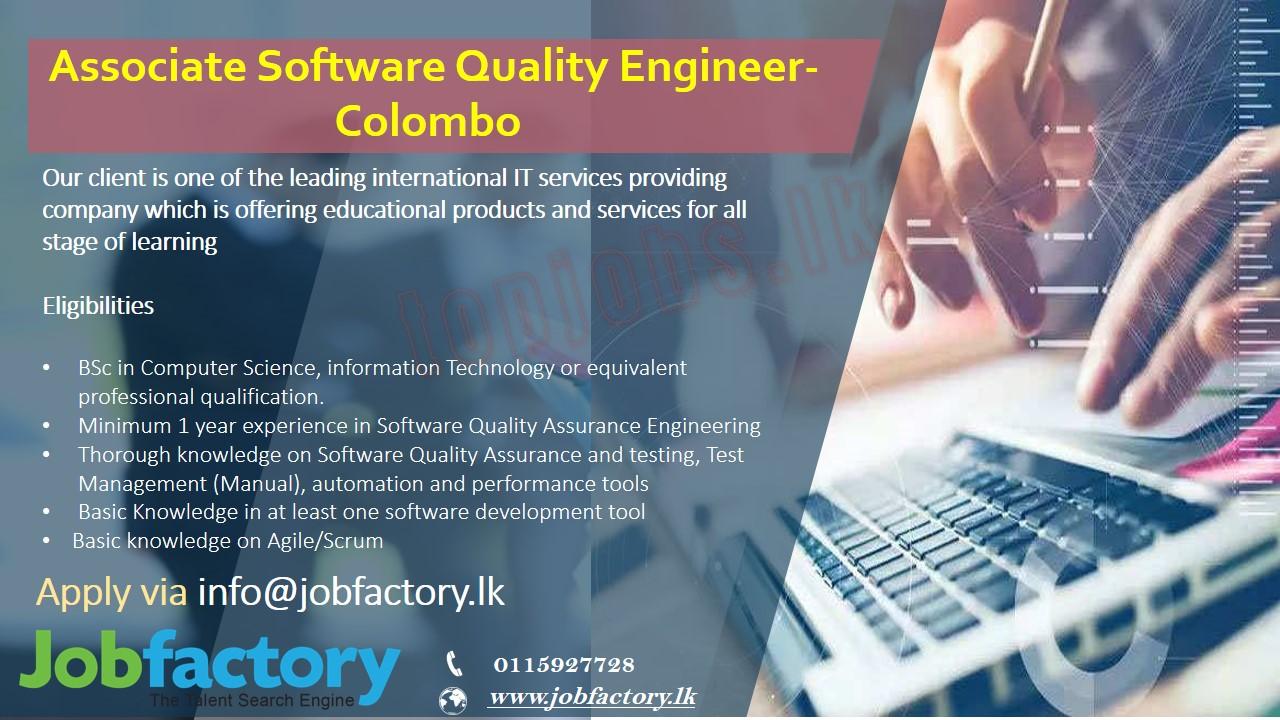 Associate Software Quality Engineer-
Colombo
Our client is one of the leading international IT services providing
company which is offering educational products and services for all
stage of learning
topjobs.lk
Eligibilities
• BSc in Computer Science, information Technology or equivalent
professional qualification.
• Minimum 1 year experience in Software Quality Assurance Engineering
• Thorough knowledge on Software Quality Assurance and testing, Test
Management (Manual), automation and performance tools
• Basic Knowledge in at least one software development tool
• Basic knowledge on Agile/Scrum
Apply via info@jobfactory.lk
Jobfactory
The Talent Search Engine
0115927728
www.jobfactory.lk